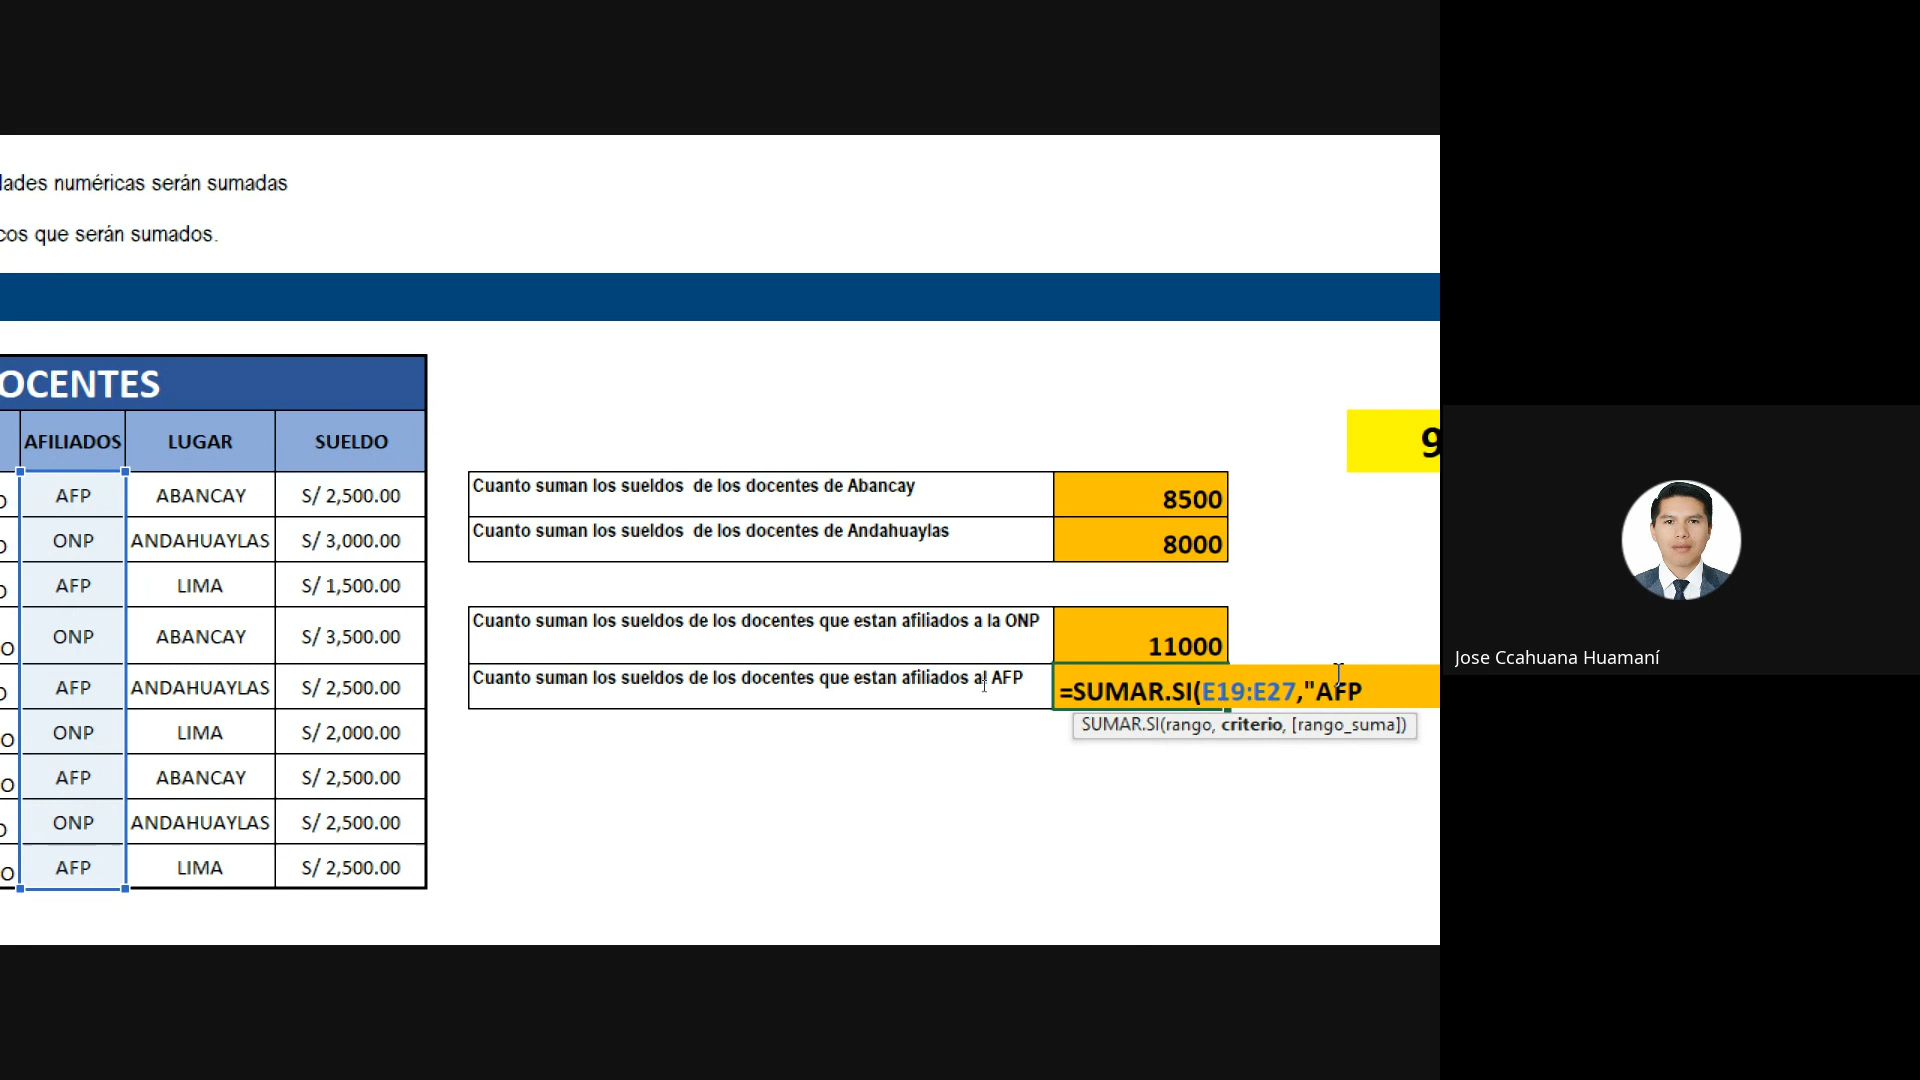 lades numéricas serán sumadas
cos que serán sumados.
OCENTES
AFILIADOS LUGAR SUELDO
AFP ABANCAY S/ 2,500.00
ONP ANDAHUAYLAS S/ 3,000.00
AFP LIMA S/ 1,500.00
O ONP ABANCAY S/ 3,500.00
AFP ANDAHUAYLAS S/ 2,500.00
O ONP LIMA S/ 2,000.00
O AFP ABANCAY S/ 2,500.00
ONP ANDAHUAYLAS S/ 2,500.00
O AFP LIMA S/ 2,500.00
9
Cuanto suman los sueldos de los docentes de Abancay 8500
Cuanto suman los sueldos de los docentes de Andahuaylas 8000
Cuanto suman los sueldos de los docentes que estan afiliados a la ONP 11000
Cuanto suman los sueldos de los docentes que estan afiliados al AFP =SUMAR.SI(E19:E27,"AFP
SUMAR.SI(rango, criterio, [rango_suma])
Jose Ccahuana Huamaní